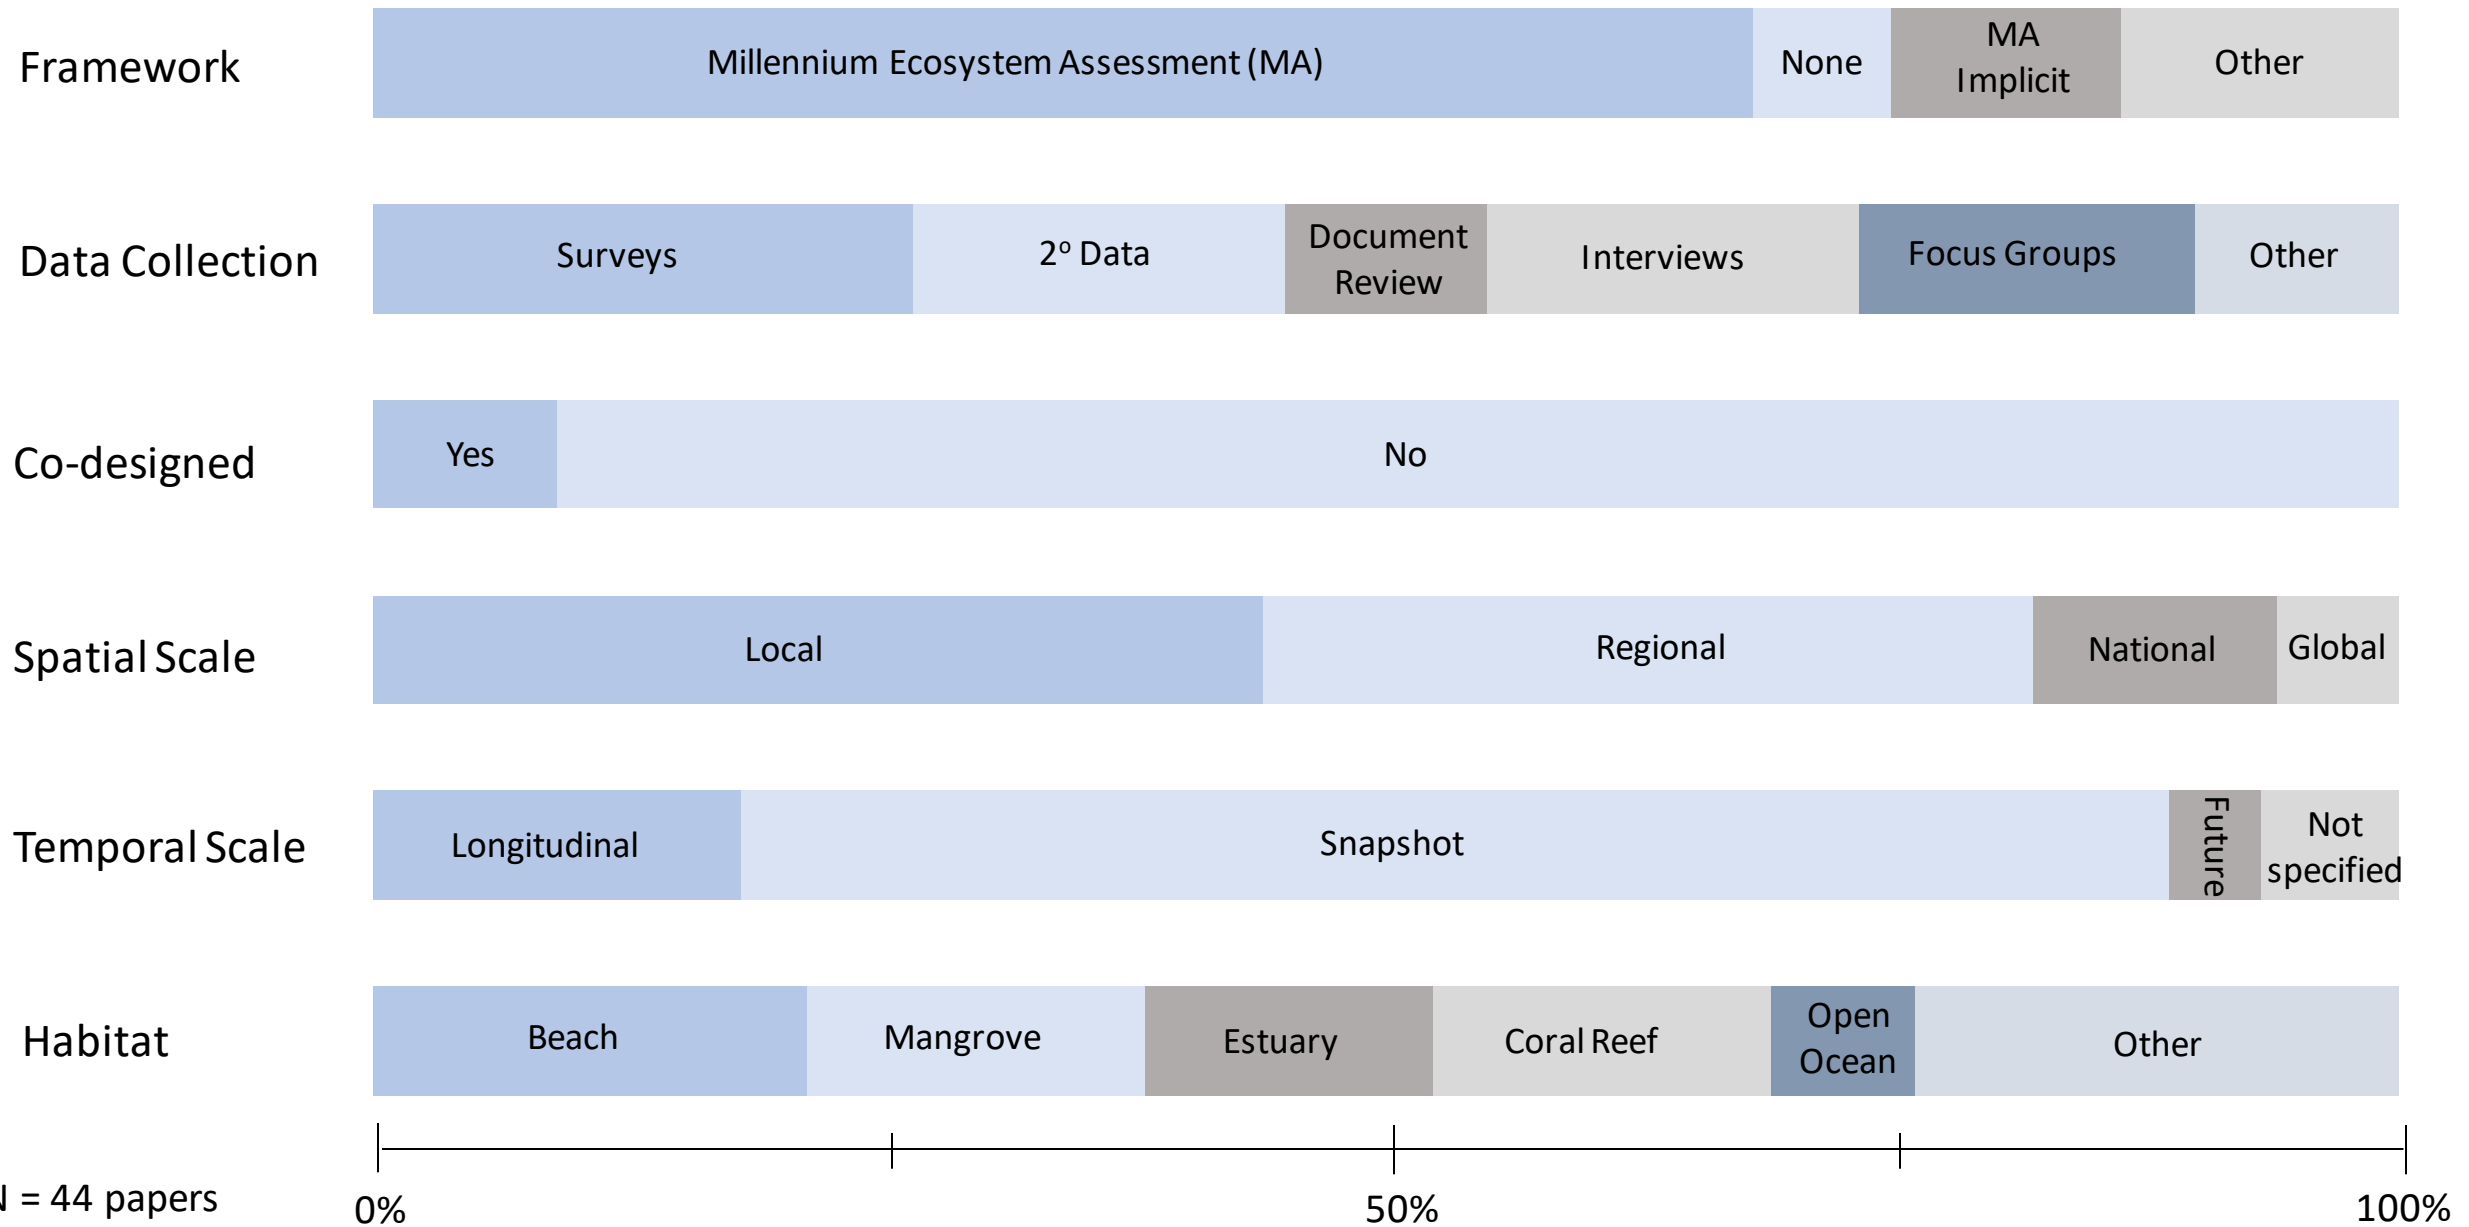 Framework
Millennium Ecosystem Assessment (MA)
None
MA
Implicit
Other
Data Collection
Surveys
2º Data
Document
Review
Interviews
Focus Groups
Other
Co-designed
Yes
No
Spatial Scale
Local
Regional
National
Global
Temporal Scale
Longitudinal
Snapshot
Future
Not
specified
Habitat
Beach
Mangrove
Estuary
Coral Reef
Open
Ocean
Other
N = 44 papers
0%
50%
100%